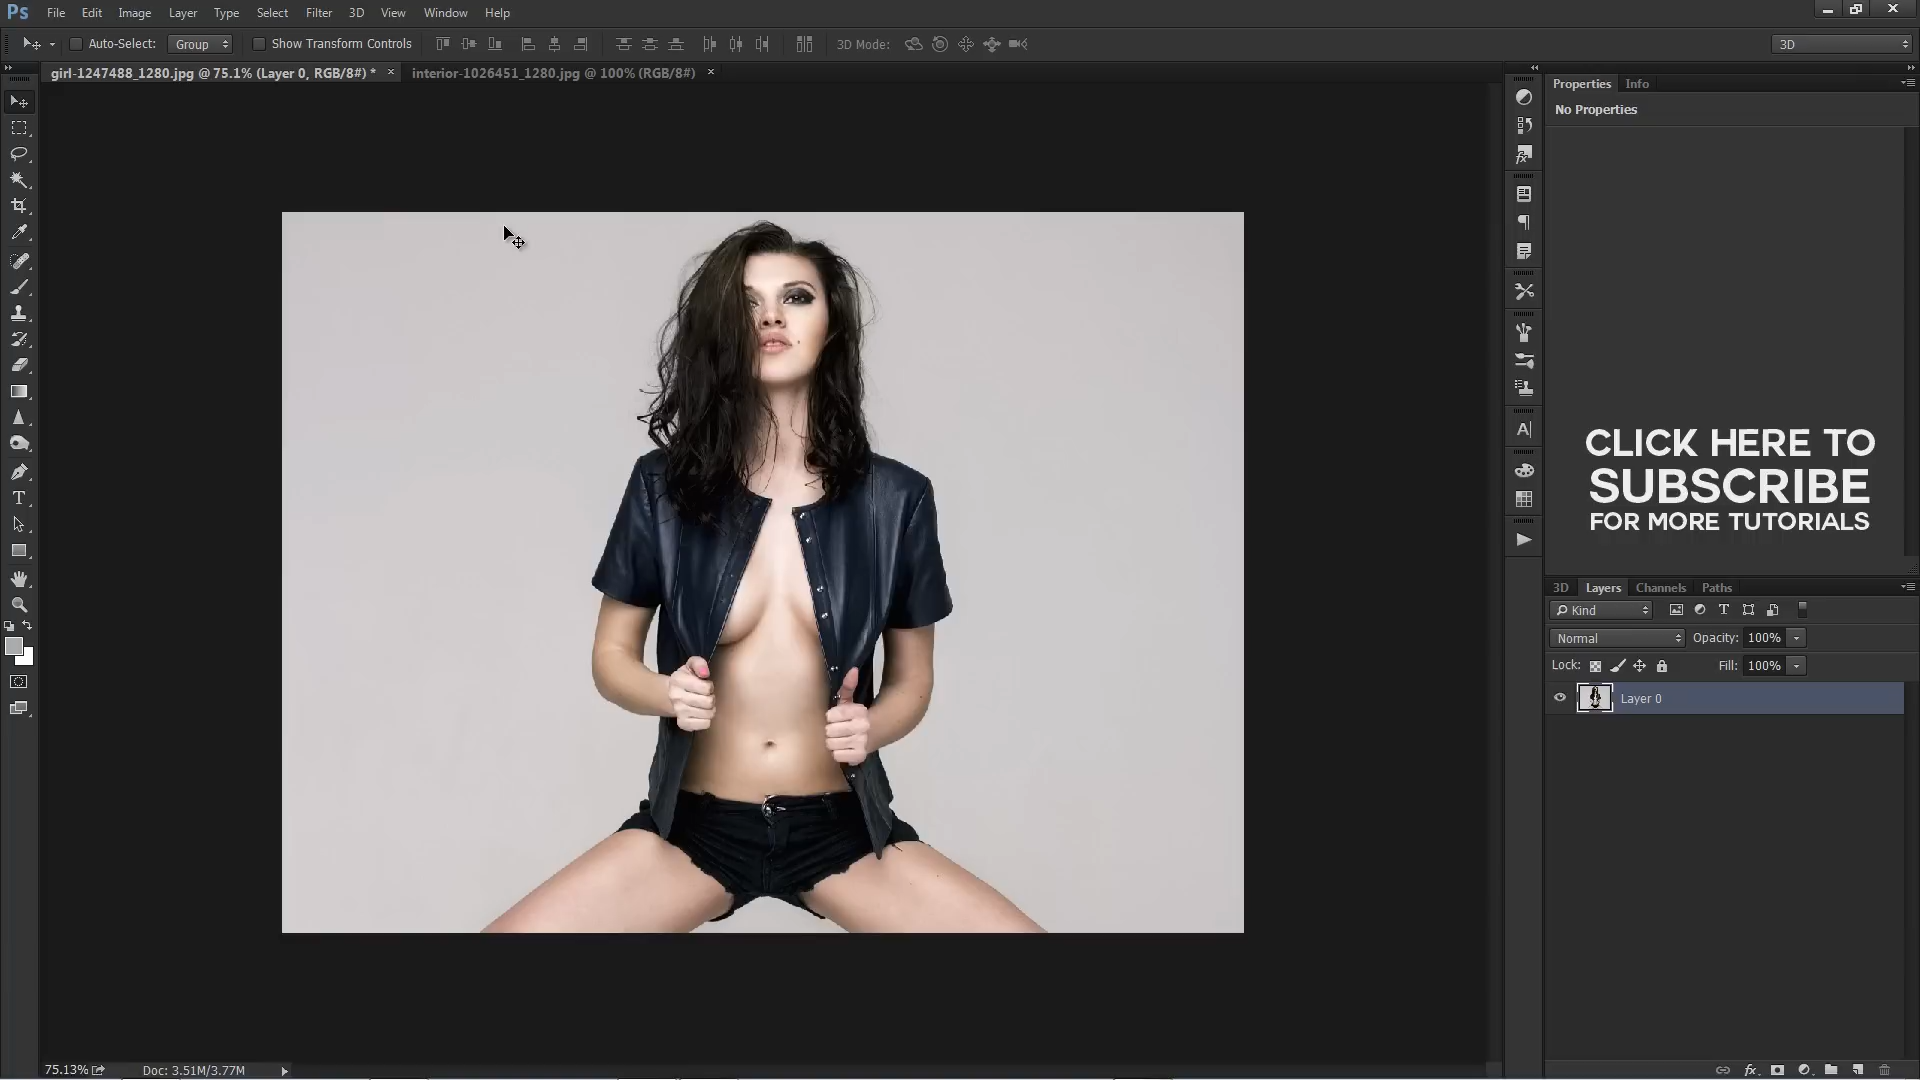 Ps File Edit Image Layer Type Select Filter 3D View Window Help
Auto-Select: Group Show Transform Controls 3D Mode: 3D
girl-1247488_1280.jpg @ 75.1% (Layer 0, RGB/8#) * × interior-1026451_1280.jpg @ 100% (RGB/8#) ×
Properties Info
No Properties
CLICK HERE TO
SUBSCRIBE
FOR MORE TUTORIALS
3D Layers Channels Paths
Kind
Normal Opacity: 100%
Lock: Fill: 100%
Layer 0
75.13% Doc: 3.51M/3.77M